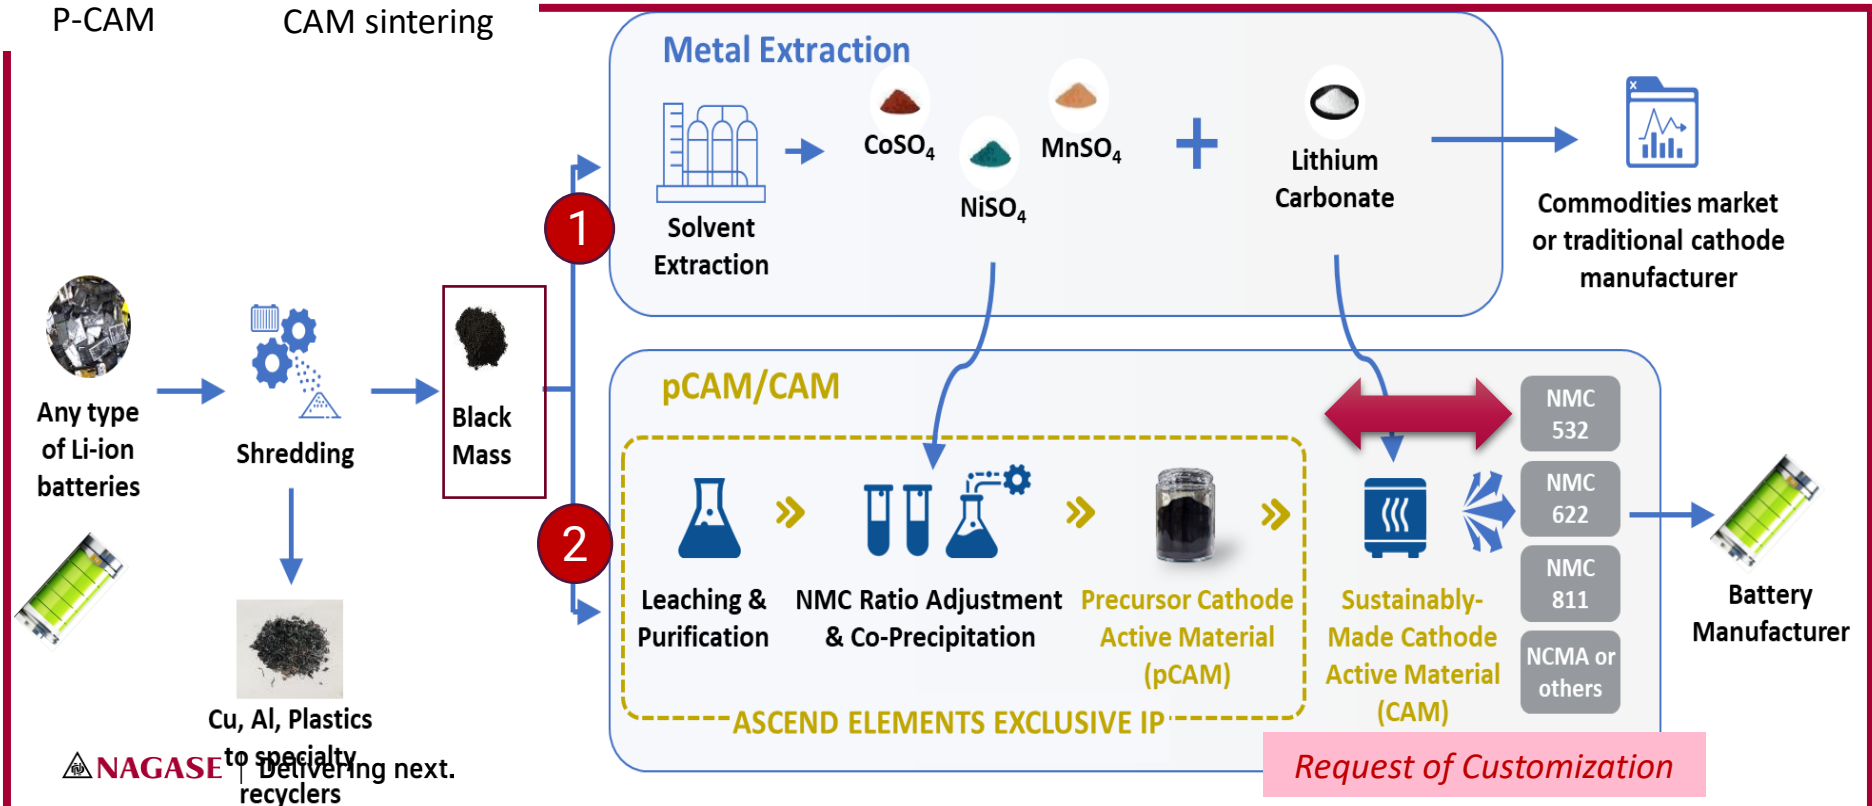 P-CAM
CAM sintering
Metal Extraction
CoSO₄
NiSO₄
MnSO₄
+
Lithium
Carbonate
Solvent
Extraction
Commodities market
or traditional cathode
manufacturer
1
Any type
of Li-ion
batteries
Shredding
Black
Mass
Cu, Al, Plastics
to specialty
recyclers
2
pCAM/CAM
Leaching &
Purification
NMC Ratio Adjustment
& Co-Precipitation
Precursor Cathode
Active Material
(pCAM)
ASCEND ELEMENTS EXCLUSIVE IP
Sustainably-
Made Cathode
Active Material
(CAM)
NMC
532
NMC
622
NMC
811
NCMA or
others
Battery
Manufacturer
Request of Customization
NAGASE | Delivering next.